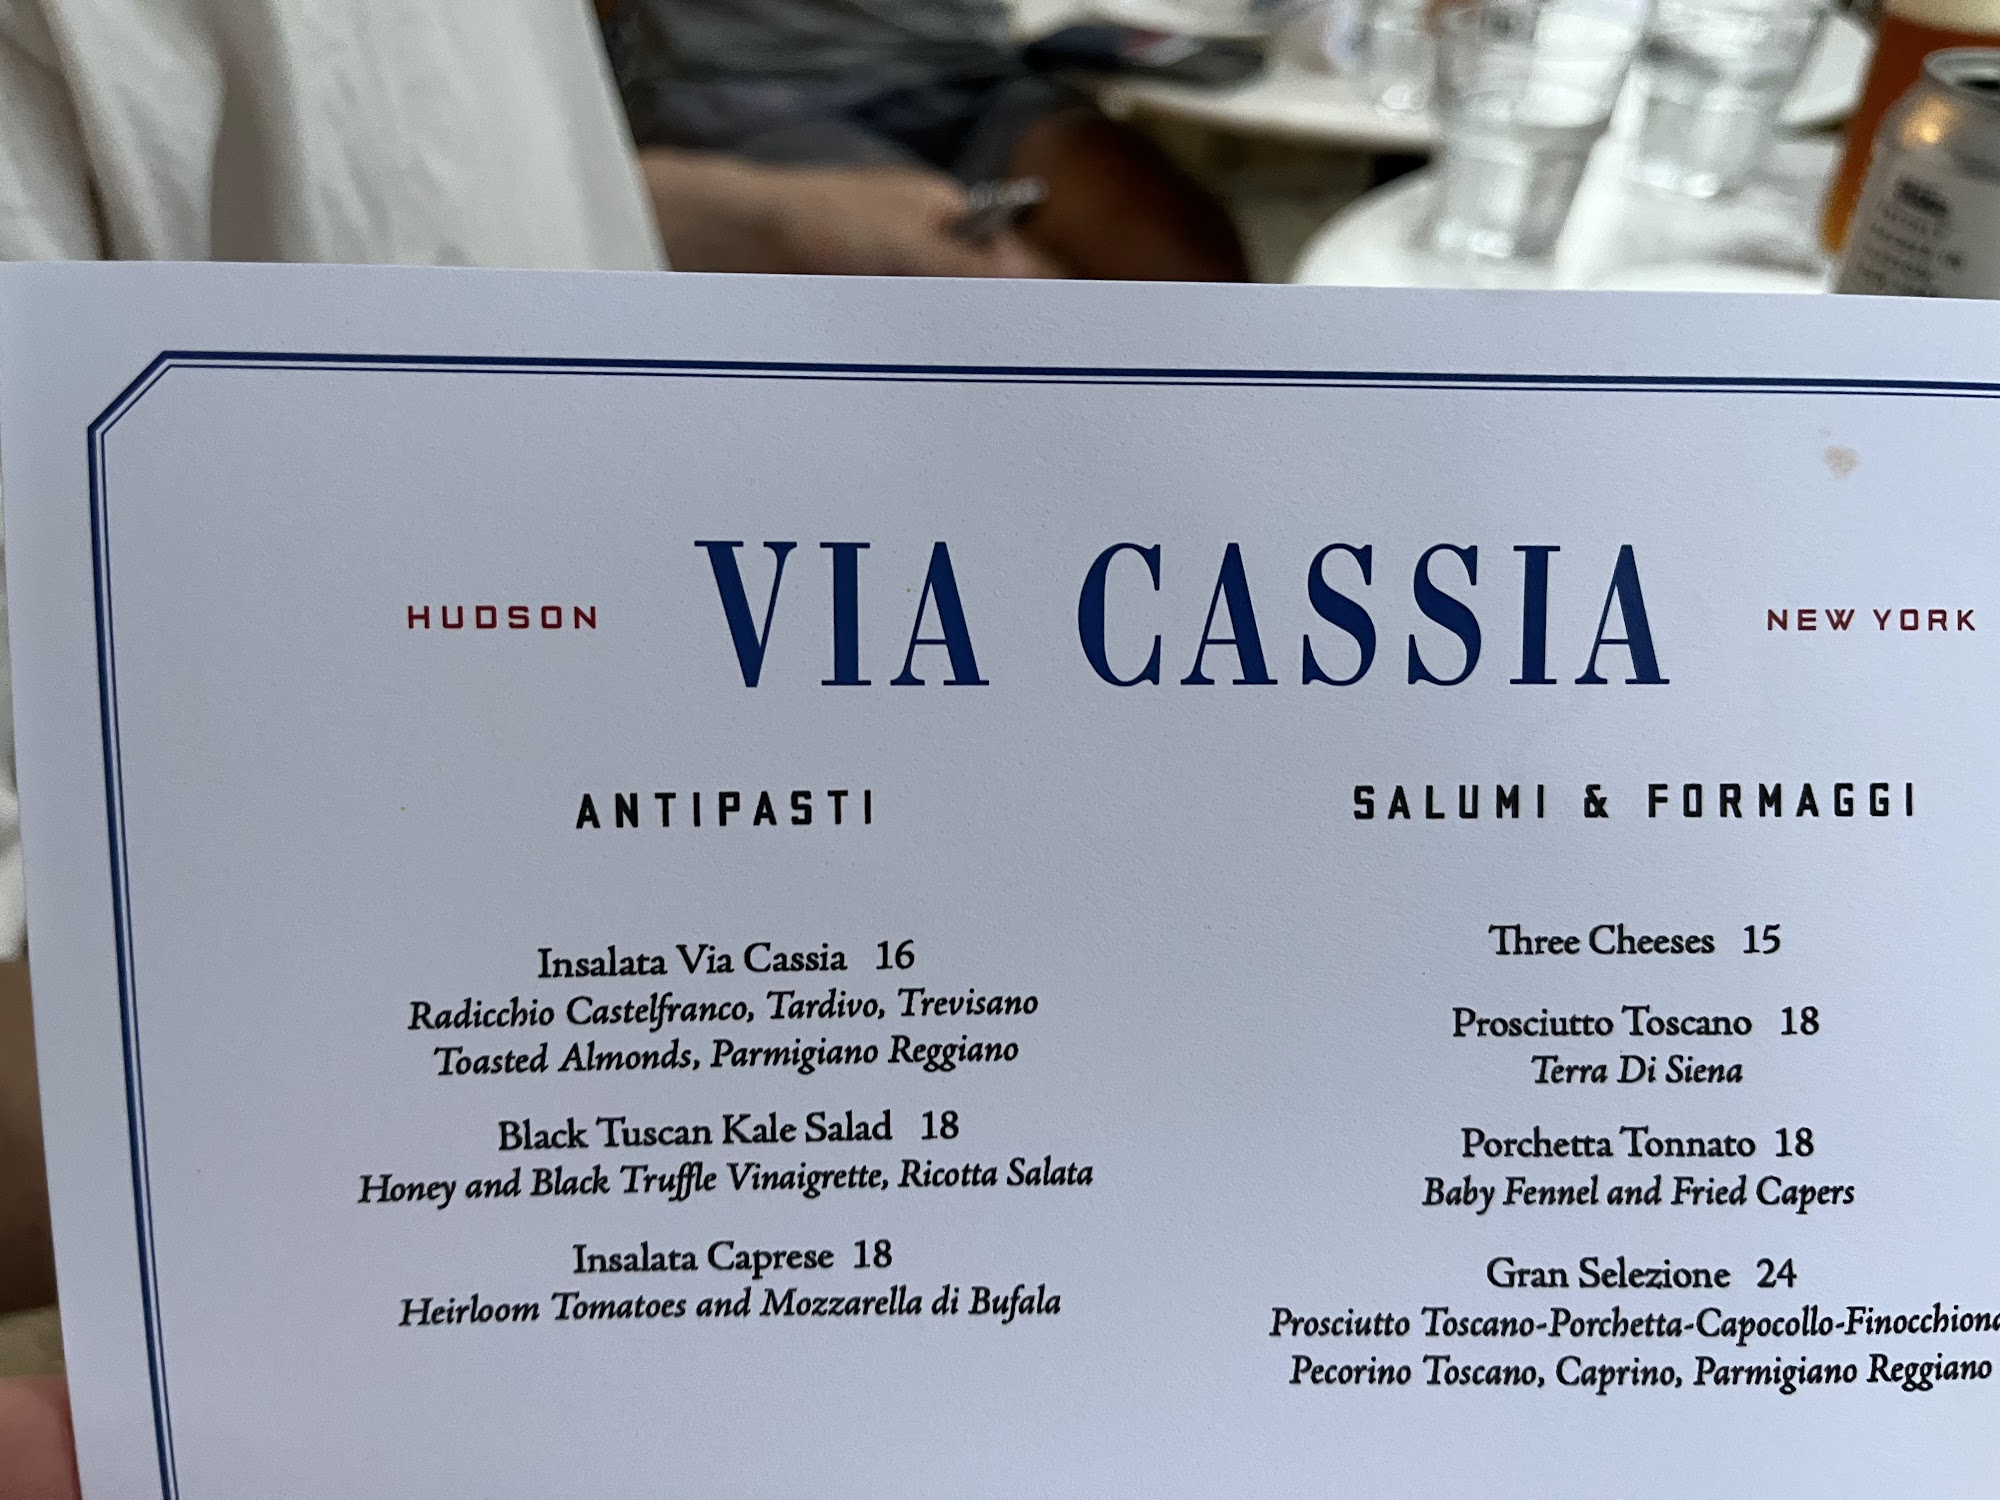 HUDSON VIA CASSIA NEW YORK
ANTIPASTI
Insalata Via Cassia 16
Radicchio Castelfranco, Tardivo, Trevisano
Toasted Almonds, Parmigiano Reggiano
Black Tuscan Kale Salad 18
Honey and Black Truffle Vinaigrette, Ricotta Salata
Insalata Caprese 18
Heirloom Tomatoes and Mozzarella di Bufala
SALUMI & FORMAGGI
Three Cheeses 15
Prosciutto Toscano 18
Terra Di Siena
Porchetta Tonnato 18
Baby Fennel and Fried Capers
Gran Selezione 24
Prosciutto Toscano-Porchetta-Capocollo-Finocchiona
Pecorino Toscano, Caprino, Parmigiano Reggiano